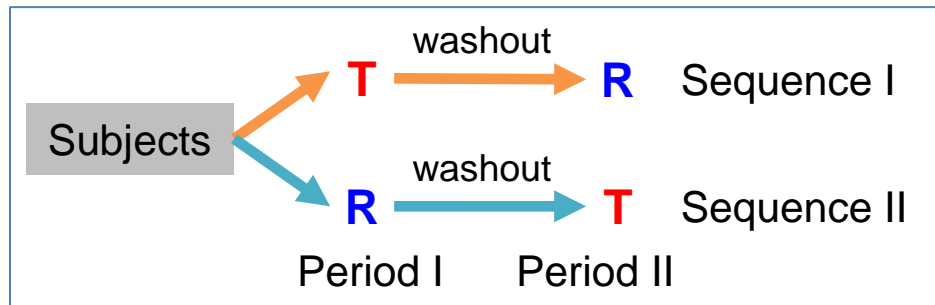 washout
T R Sequence I
Subjects
washout
R T Sequence II
Period I Period II